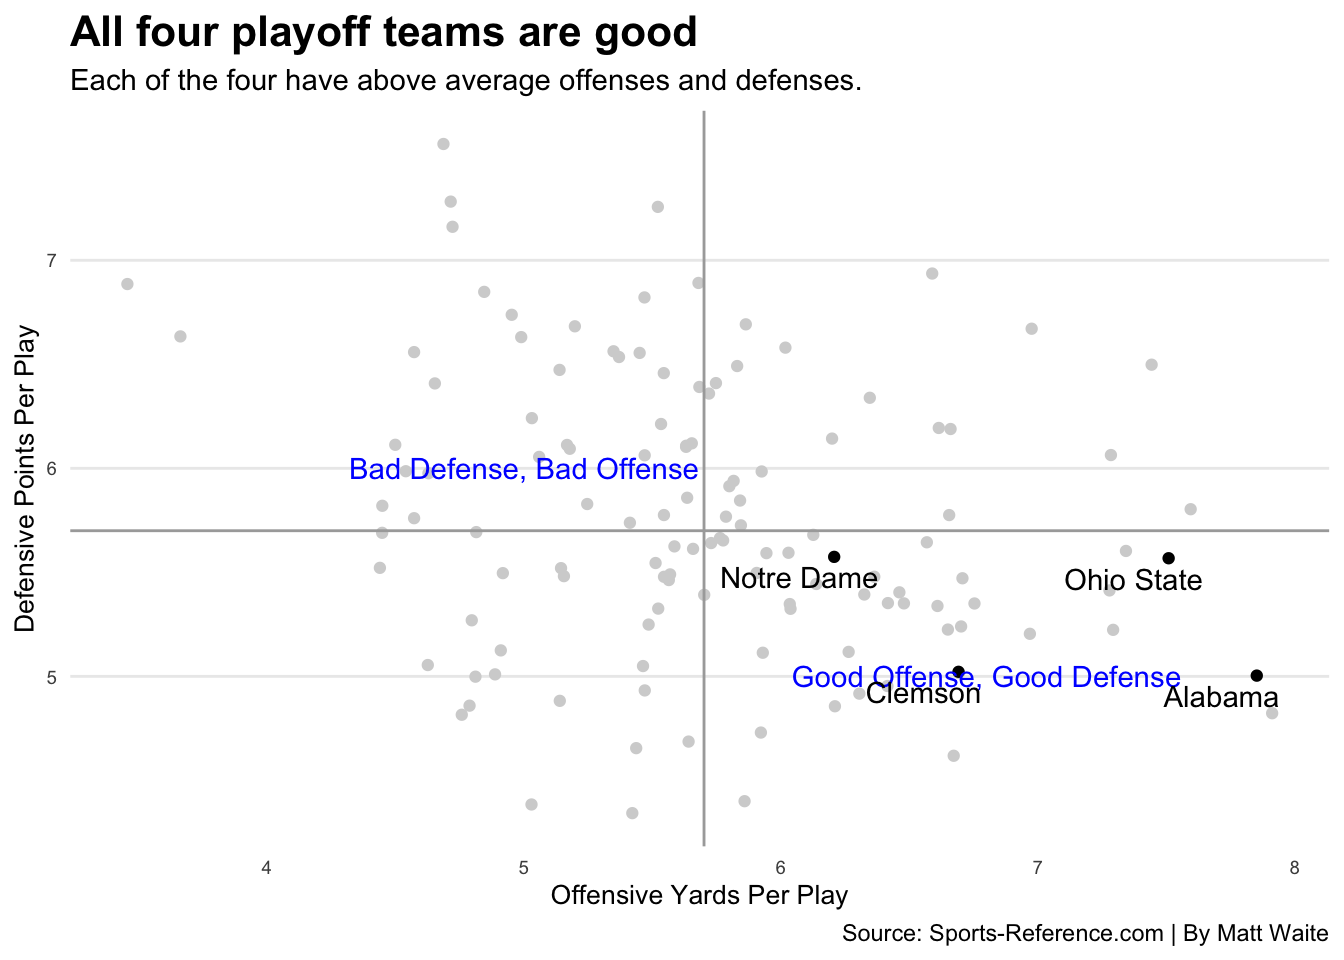 All four playoff teams are good
Each of the four have above average offenses and defenses.
Defensive Points Per Play
7
6
5
Bad Defense, Bad Offense
Notre Dame
Ohio State
Good Offense, Good Defense
Clemson
Alabama
4 5 6 7 8
Offensive Yards Per Play
Source: Sports-Reference.com | By Matt Waite